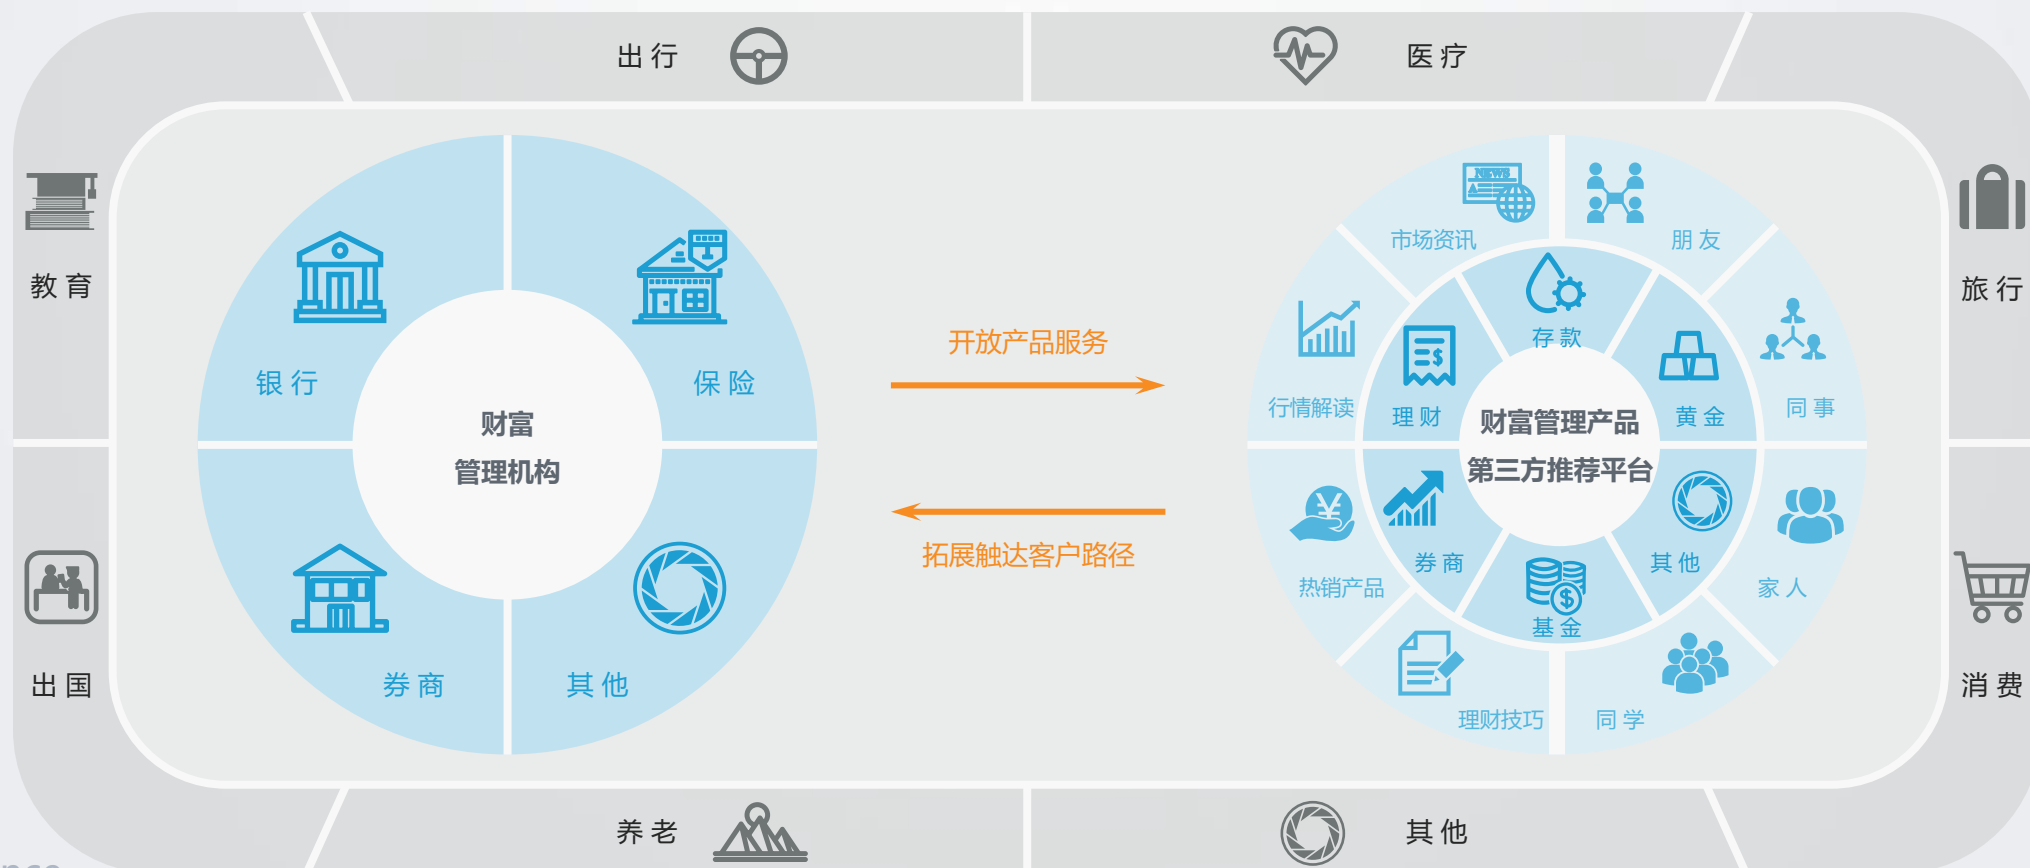 出行
医疗
教育
旅行
出国
消费
养老
其他
银行
保险
财富
管理机构
券商
其他
开放产品服务
拓展触达客户路径
市场资讯
朋友
行情解读
同事
热销产品
家人
理财技巧
同学
存款
理财
黄金
财富管理产品
第三方推荐平台
券商
其他
基金
NEWS